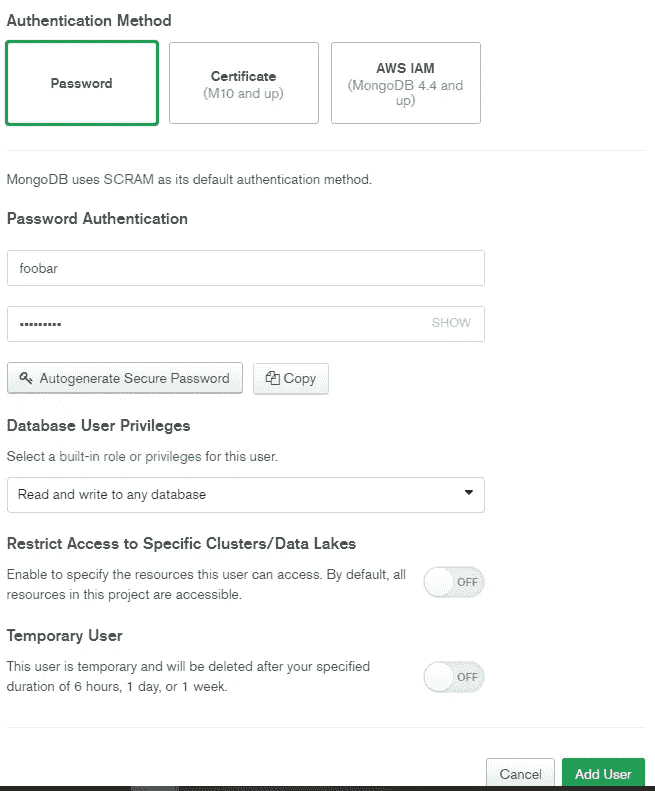 Authentication Method
Password
Certificate
(M10 and up)
AWS IAM
(MongoDB 4.4 and
up)
MongoDB uses SCRAM as its default authentication method.
Password Authentication
foobar
•••••••••
SHOW
Autogenerate Secure Password
Copy
Database User Privileges
Select a built-in role or privileges for this user.
Read and write to any database
Restrict Access to Specific Clusters/Data Lakes
Enable to specify the resources this user can access. By default, all
resources in this project are accessible.
OFF
Temporary User
This user is temporary and will be deleted after your specified
duration of 6 hours, 1 day, or 1 week.
OFF
Cancel
Add User